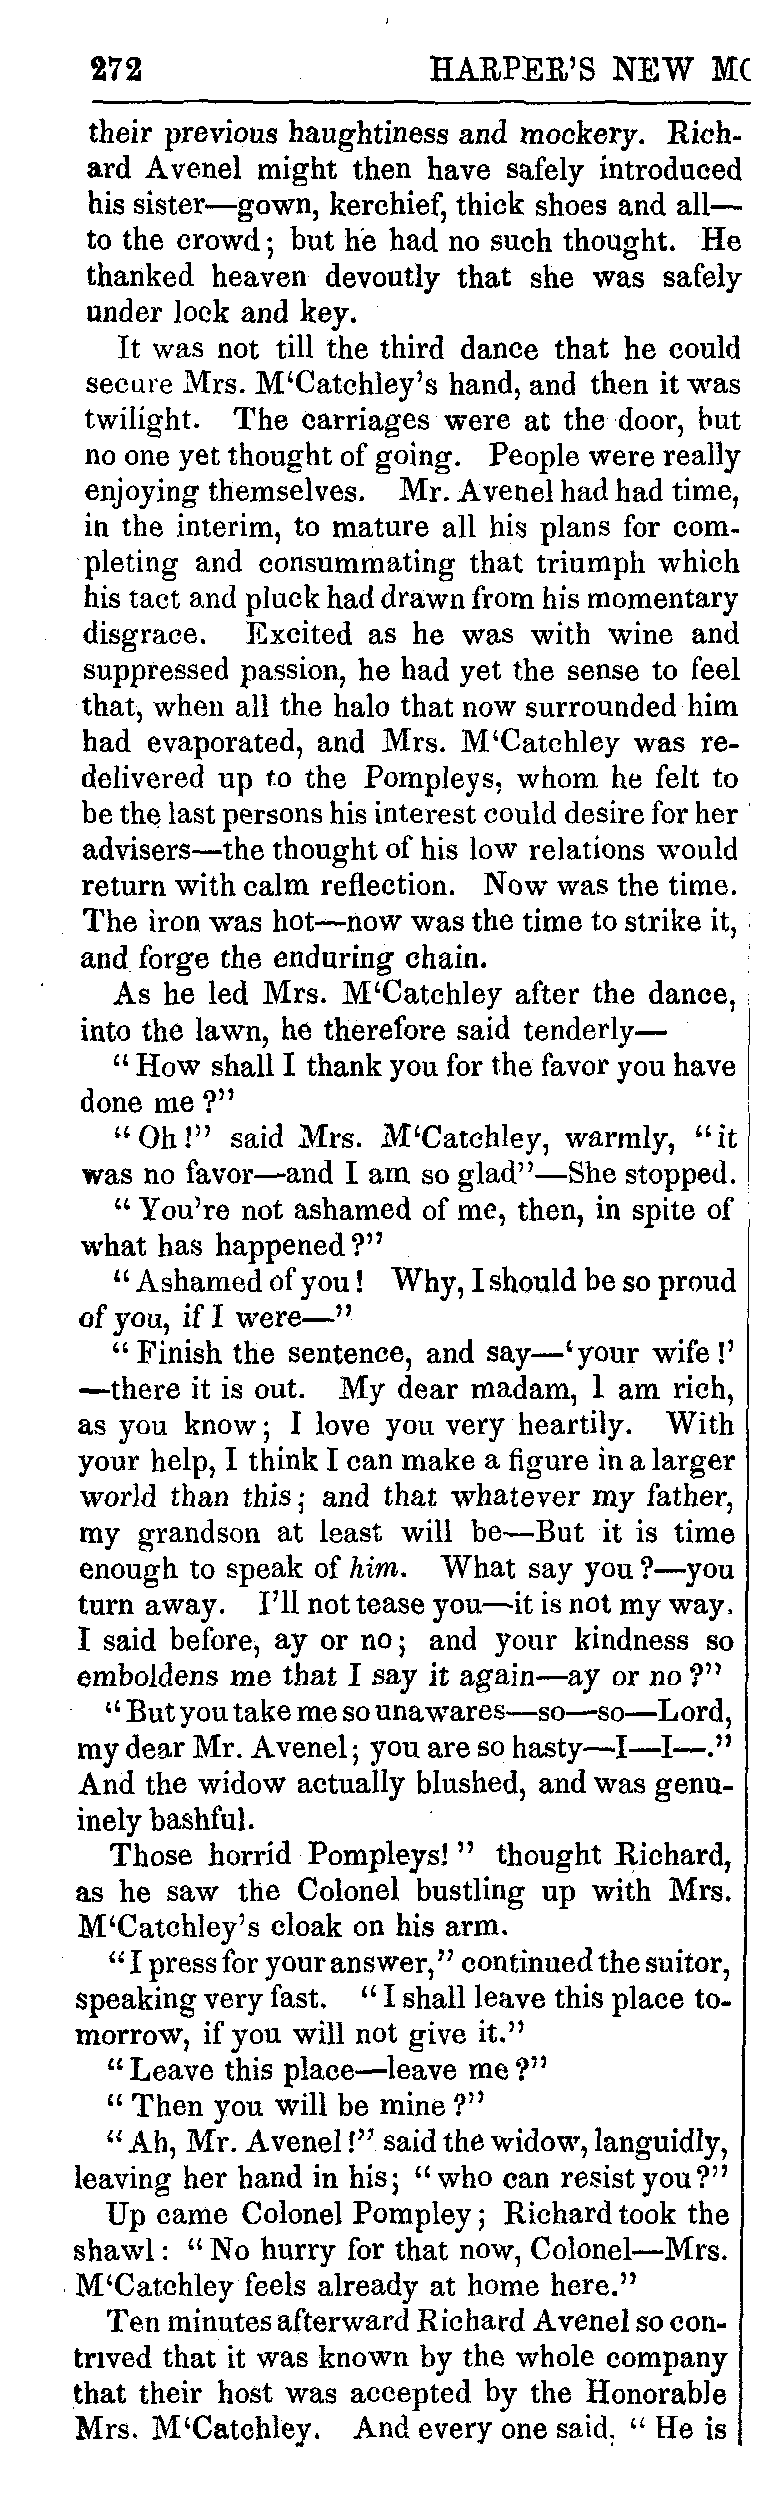 272 HARPER'S NEW MC
their previous haughtiness and mockery. Rich-
ard Avenel might then have safely introduced
his sister—gown, kerchief, thick shoes and all—
to the crowd; but he had no such thought. He
thanked heaven devoutly that she was safely
under lock and key.
It was not till the third dance that he could
secure Mrs. M‘Catchley's hand, and then it was
twilight. The carriages were at the door, but
no one yet thought of going. People were really
enjoying themselves. Mr. Avenel had had time,
in the interim, to mature all his plans for com-
pleting and consummating that triumph which
his tact and pluck had drawn from his momentary
disgrace. Excited as he was with wine and
suppressed passion, he had yet the sense to feel
that, when all the halo that now surrounded him
had evaporated, and Mrs. M‘Catchley was re-
delivered up to the Pompleys, whom he felt to
be the last persons his interest could desire for her
advisers—the thought of his low relations would
return with calm reflection. Now was the time.
The iron was hot—now was the time to strike it,
and forge the enduring chain.
As he led Mrs. M‘Catchley after the dance,
into the lawn, he therefore said tenderly—
"How shall I thank you for the favor you have
done me?"
"Oh!" said Mrs. M‘Catchley, warmly, "it
was no favor—and I am so glad"—She stopped.
"You're not ashamed of me, then, in spite of
what has happened?"
"Ashamed of you! Why, I should be so proud
of you, if I were—"
"Finish the sentence, and say—‘your wife!’
—there it is out. My dear madam, I am rich,
as you know; I love you very heartily. With
your help, I think I can make a figure in a larger
world than this; and that whatever my father,
my grandson at least will be—But it is time
enough to speak of him. What say you?—you
turn away. I'll not tease you—it is not my way.
I said before, ay or no; and your kindness so
emboldens me that I say it again—ay or no?"
"But you take me so unawares—so—so—Lord,
my dear Mr. Avenel; you are so hasty—I—I—."
And the widow actually blushed, and was genu-
inely bashful.
Those horrid Pompleys!" thought Richard,
as he saw the Colonel bustling up with Mrs.
M‘Catchley's cloak on his arm.
"I press for your answer," continued the suitor,
speaking very fast. "I shall leave this place to-
morrow, if you will not give it."
"Leave this place—leave me?"
"Then you will be mine?"
"Ah, Mr. Avenel!" said the widow, languidly,
leaving her hand in his; "who can resist you?"
Up came Colonel Pompley; Richard took the
shawl: "No hurry for that now, Colonel—Mrs.
M‘Catchley feels already at home here."
Ten minutes afterward Richard Avenel so con-
trived that it was known by the whole company
that their host was accepted by the Honorable
Mrs. M‘Catchley. And every one said, "He is